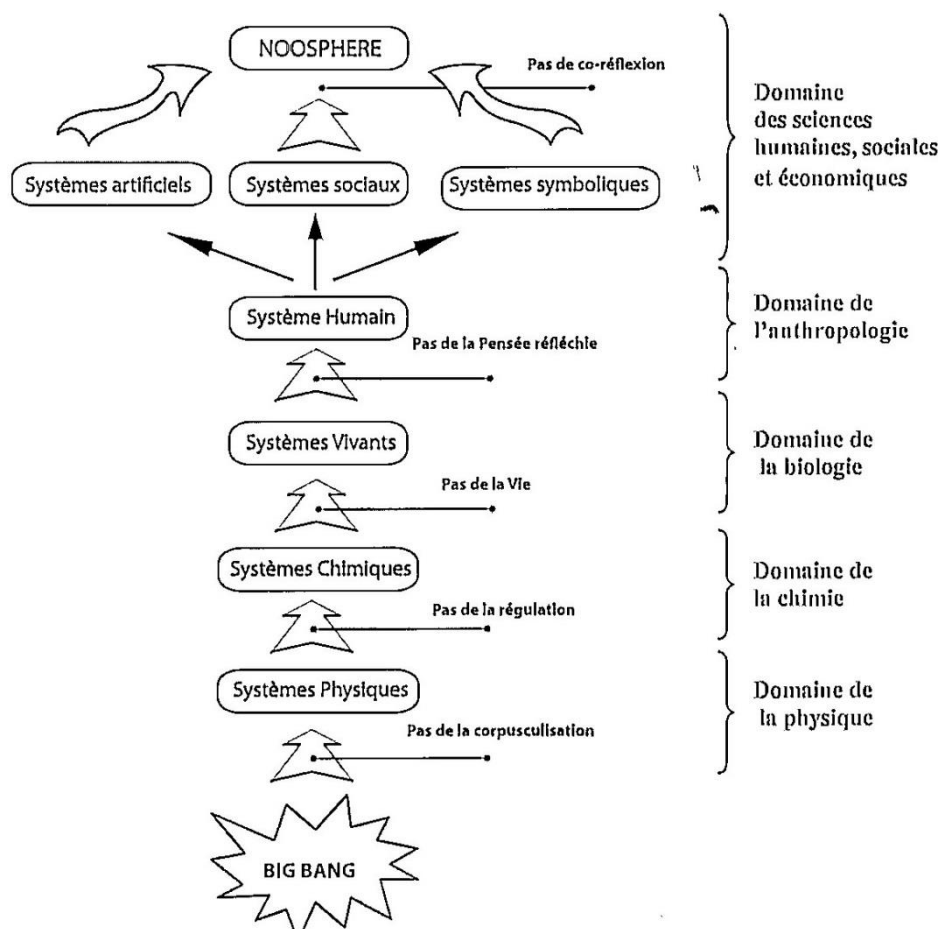 NOOSPHERE
Pas de co-réflexion
Domaine
des sciences
humaines, sociales
et économiques
Systèmes artificiels
Systèmes sociaux
Systèmes symboliques
Système Humain
Domaine de
l'anthropologie
Pas de la Pensée réfléchie
Systèmes Vivants
Domaine de
la biologie
Pas de la Vie
Systèmes Chimiques
Domaine de
la chimie
Pas de la régulation
Systèmes Physiques
Domaine de
la physique
Pas de la corpusculisation
BIG BANG